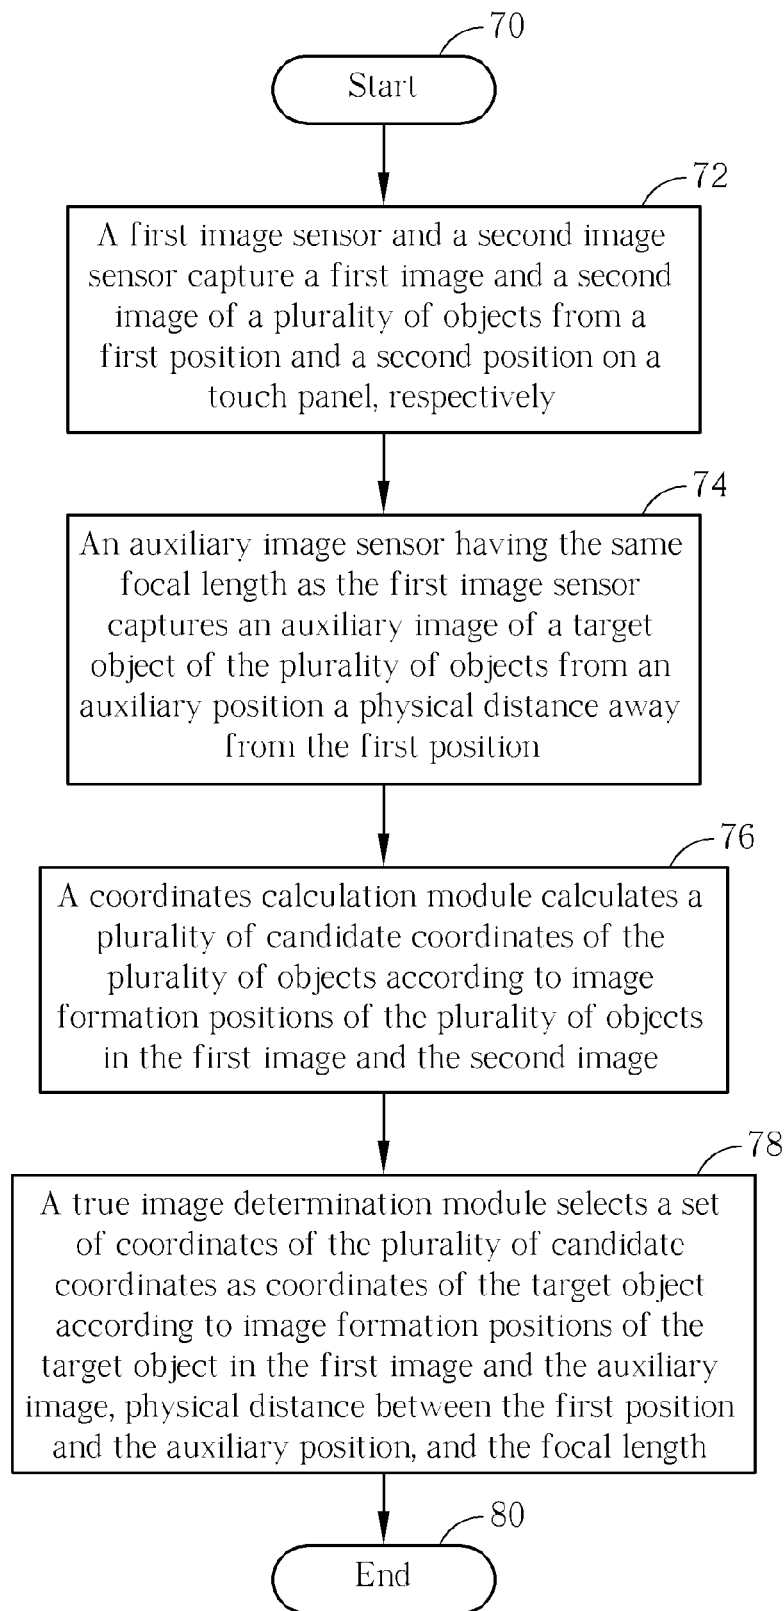 70
Start
72
A first image sensor and a second image
sensor capture a first image and a second
image of a plurality of objects from a
first position and a second position on a
touch panel, respectively
74
An auxiliary image sensor having the same
focal length as the first image sensor
captures an auxiliary image of a target
object of the plurality of objects from an
auxiliary position a physical distance away
from the first position
76
A coordinates calculation module calculates a
plurality of candidate coordinates of the
plurality of objects according to image
formation positions of the plurality of objects
in the first image and the second image
78
A true image determination module selects a set
of coordinates of the plurality of candidate
coordinates as coordinates of the target object
according to image formation positions of the
target object in the first image and the auxiliary
image, physical distance between the first position
and the auxiliary position, and the focal length
80
End